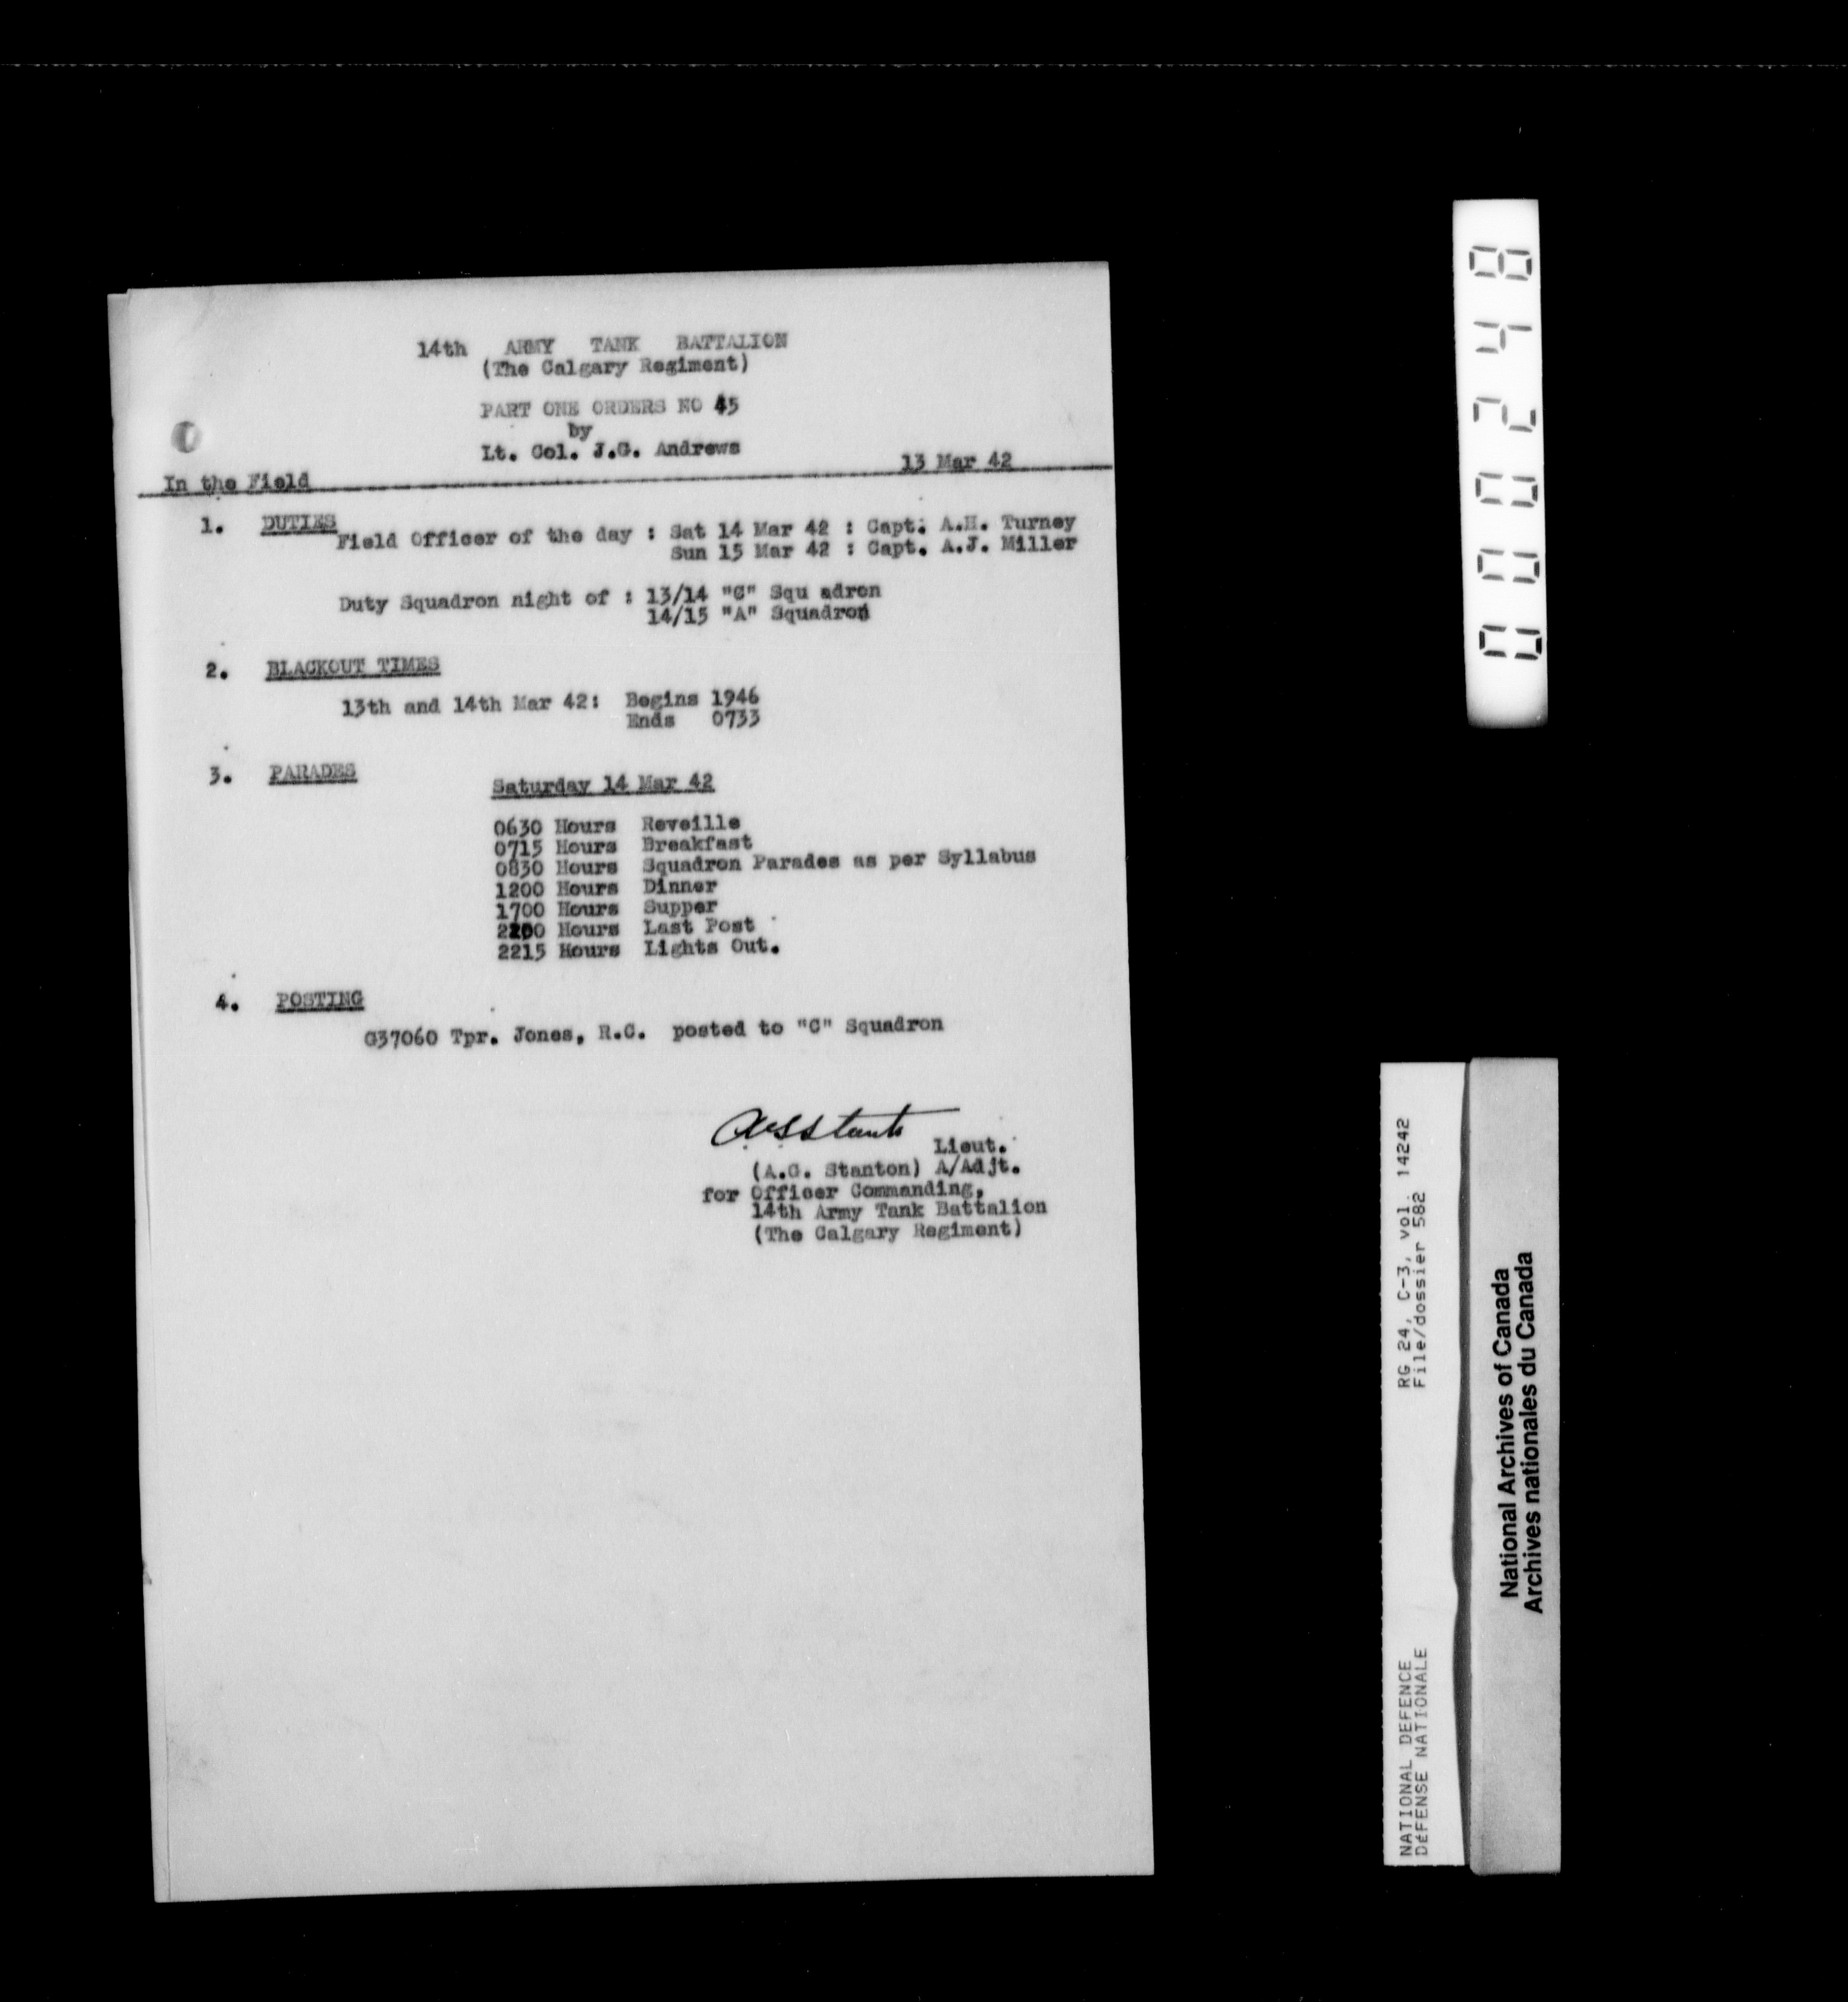 14th ARMY TANK BATTALION
(The Calgary Regiment)
PART ONE ORDERS NO 45
by
Lt. Col. J.G. Andrews
13 Mar 42
In the Field
1. DUTIES
Field Officer of the day : Sat 14 Mar 42 : Capt. A.H. Turney
Sun 15 Mar 42 : Capt. A.J. Miller
Duty Squadron night of : 13/14 "C" Squ adron
14/15 "A" Squadron
2. BLACKOUT TIMES
13th and 14th Mar 42: Begins 1946
Ends 0733
3. PARADES
Saturday 14 Mar 42
0630 Hours Reveille
0715 Hours Breakfast
0830 Hours Squadron Parades as per Syllabus
1200 Hours Dinner
1700 Hours Supper
2200 Hours Last Post
2215 Hours Lights Out.
4. POSTING
G37060 Tpr. Jones, R.C. posted to "C" Squadron
Lieut.
(A.G. Stanton) A/Adjt.
for Officer Commanding,
14th Army Tank Battalion
(The Calgary Regiment)
000248
NATIONAL DEFENCE RG 24, C-3, vol. 14242
DéFENSE NATIONALE File/dossier 582
National Archives of Canada
Archives nationales du Canada